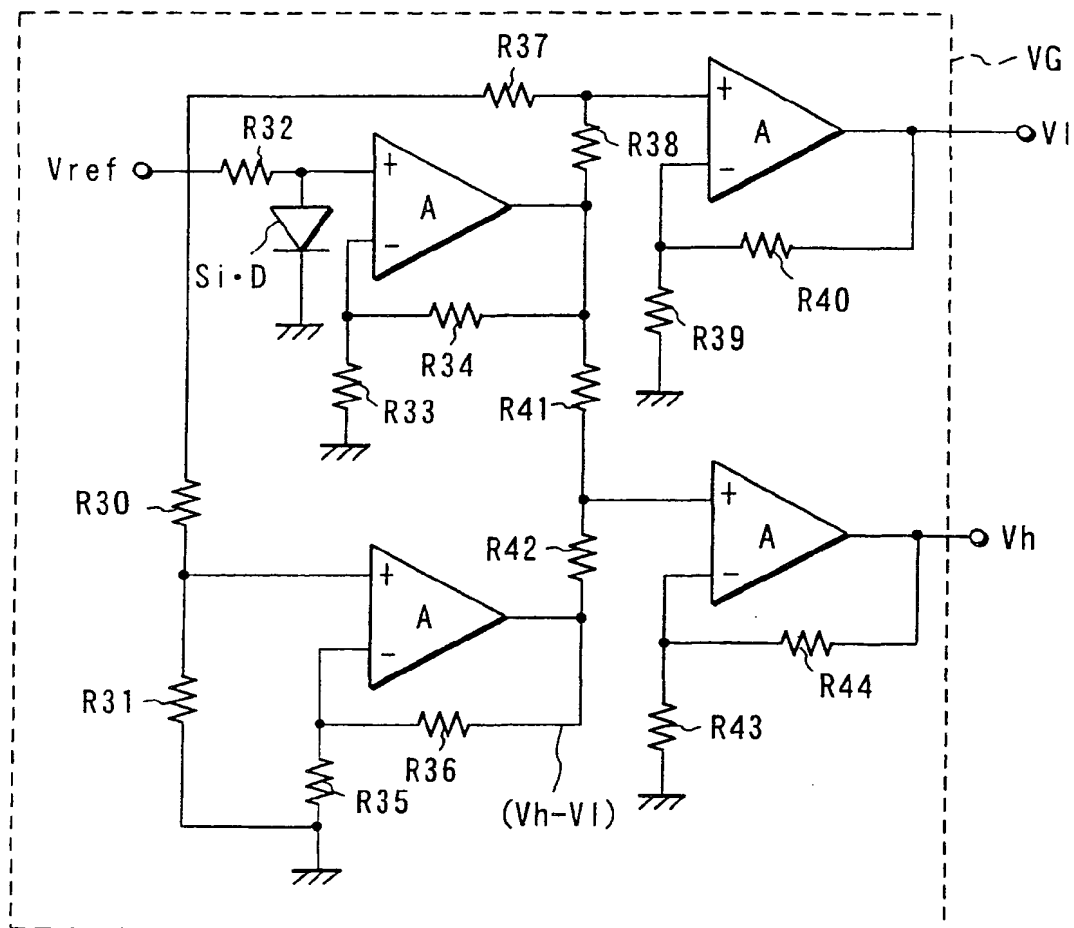 R37
VG
R32
+
A
Vl
Vref
+
R38
−
A
Si·D
−
R40
R39
R34
R33
R41
R30
+
R42
A
Vh
+
A
−
−
R44
R31
R43
R36
R35
(Vh-Vl)